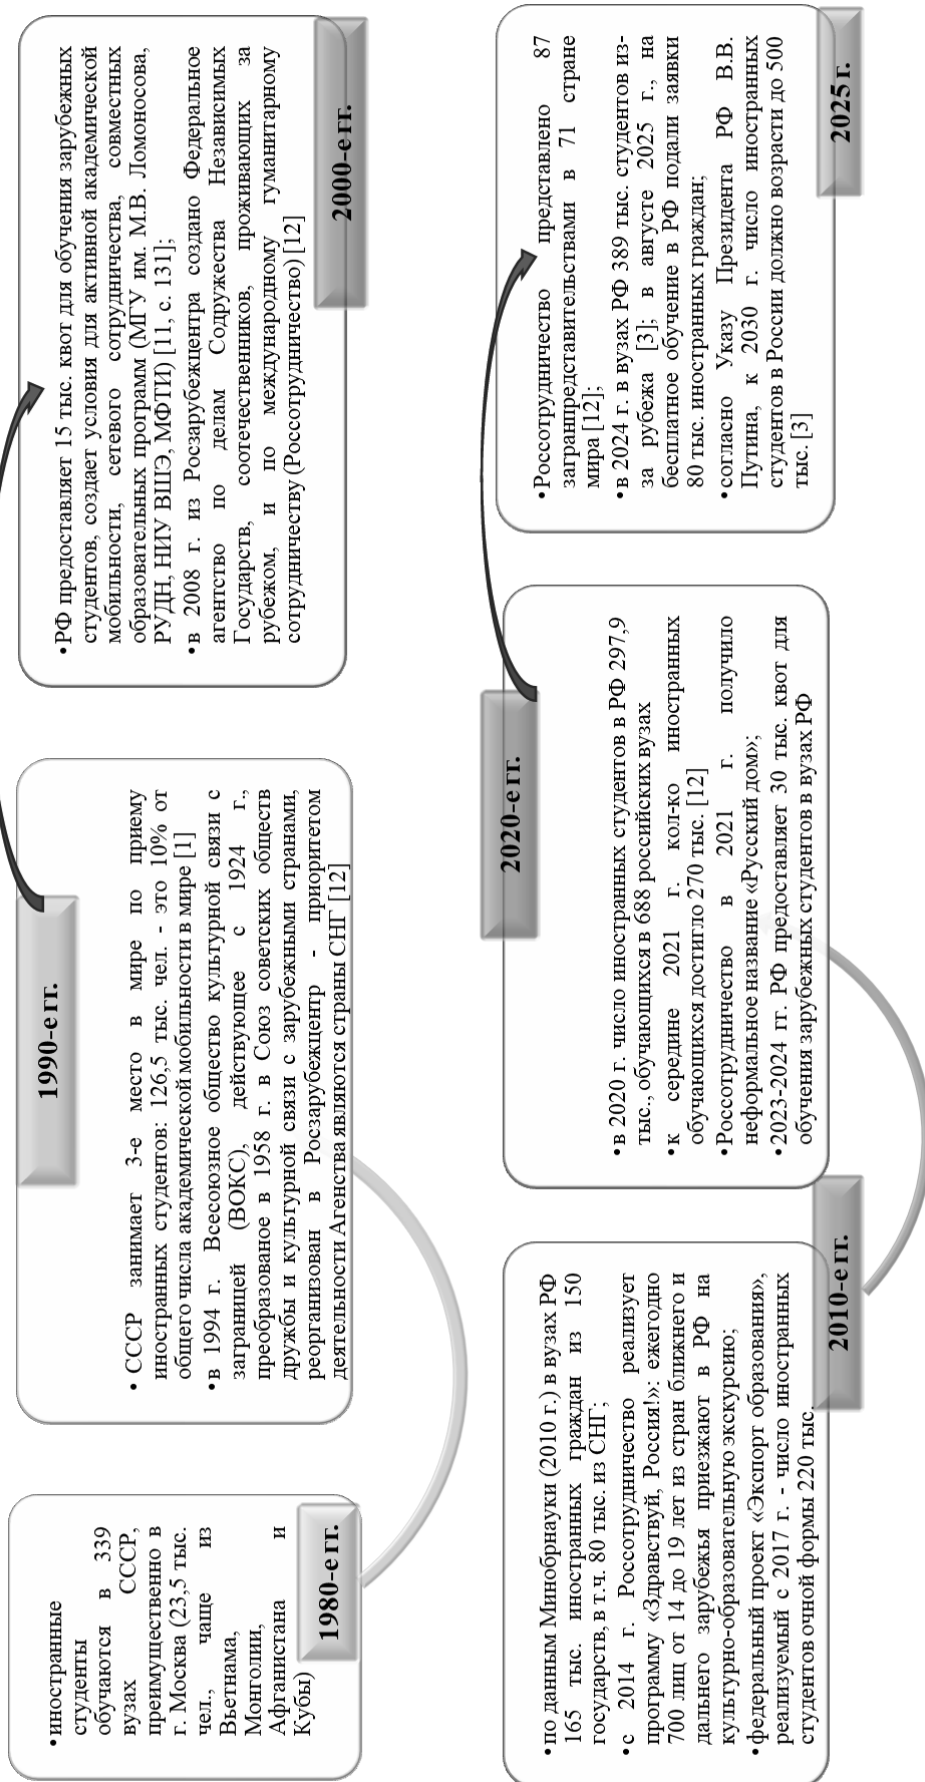 •иностранные
студенты
обучаются в 339
вузах СССР,
преимущественно в
г. Москва (23,5 тыс.
чел., чаще из
Вьетнама,
Монголии,
Афганистана и
Кубы)
1980-е гг.
1990-е гг.
• СССР занимает 3-е место в мире по приему
иностранных студентов: 126,5 тыс. чел. - это 10% от
общего числа академической мобильности в мире [1]
•в 1994 г. Всесоюзное общество культурной связи с
заграницей (ВОКС), действующее с 1924 г.,
преобразованое в 1958 г. в Союз советских обществ
дружбы и культурной связи с зарубежными странами,
реорганизован в Росзарубежцентр - приоритетом
деятельности Агенства являются страны СНГ [12]
•РФ предоставляет 15 тыс. квот для обучения зарубежных
студентов, создает условия для активной академической
мобильности, сетевого сотрудничества, совместных
образовательных программ (МГУ им. М.В. Ломоносова,
РУДН, НИУ ВШЭ, МФТИ) [11, с. 131];
•в 2008 г. из Росзарубежцентра создано Федеральное
агентство по делам Содружества Независимых
Государств, соотечественников, проживающих за
рубежом, и по международному гуманитарному
сотрудничеству (Россотрудничество) [12]
2000-е гг.
•по данным Минобрнауки (2010 г.) в вузах РФ
165 тыс. иностранных граждан из 150
государств, в т.ч. 80 тыс. из СНГ;
•с 2014 г. Россотрудничество реализует
программу «Здравствуй, Россия!»: ежегодно
700 лиц от 14 до 19 лет из стран ближнего и
дальнего зарубежья приезжают в РФ на
культурно-образовательную экскурсию;
•федеральный проект «Экспорт образования»,
реализуемый с 2017 г. - число иностранных
студентов очной формы 220 тыс.
2010-е гг.
2020-е гг.
•в 2020 г. число иностранных студентов в РФ 297,9
тыс., обучающихся в 688 российских вузах
•к середине 2021 г. кол-ко иностранных
обучающихся достигло 270 тыс. [12]
•Россотрудничество в 2021 г. получило
неформальное название «Русский дом»;
•2023-2024 гг. РФ предоставляет 30 тыс. квот для
обучения зарубежных студентов в вузах РФ
•Россотрудничество представлено 87
загранпредставительствами в 71 стране
мира [12];
•в 2024 г. в вузах РФ 389 тыс. студентов из-
за рубежа [3]; в августе 2025 г., на
бесплатное обучение в РФ подали заявки
80 тыс. иностранных граждан;
•согласно Указу Президента РФ В.В.
Путина, к 2030 г. число иностранных
студентов в России должно возрасти до 500
тыс. [3]
2025 г.